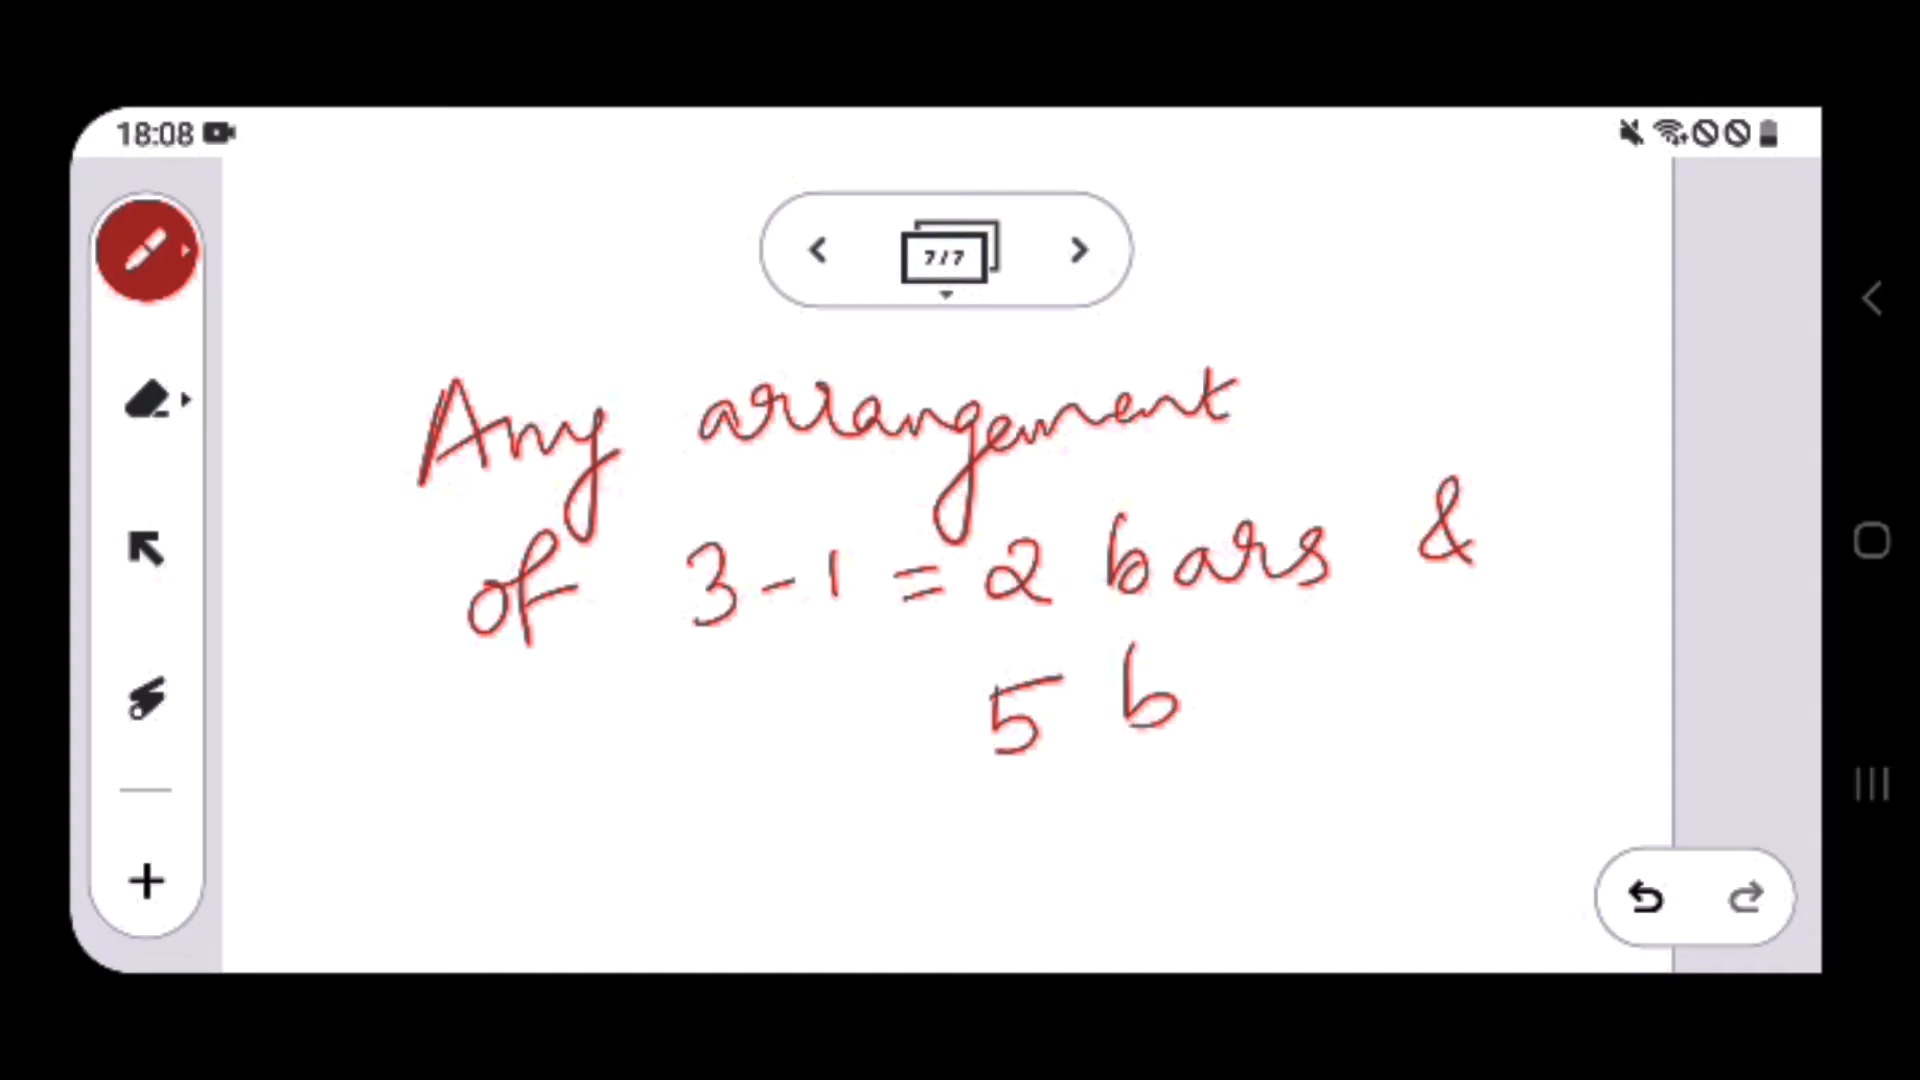 18:08
7/7
Any arrangement
of 3-1 = 2 bars &
5 b